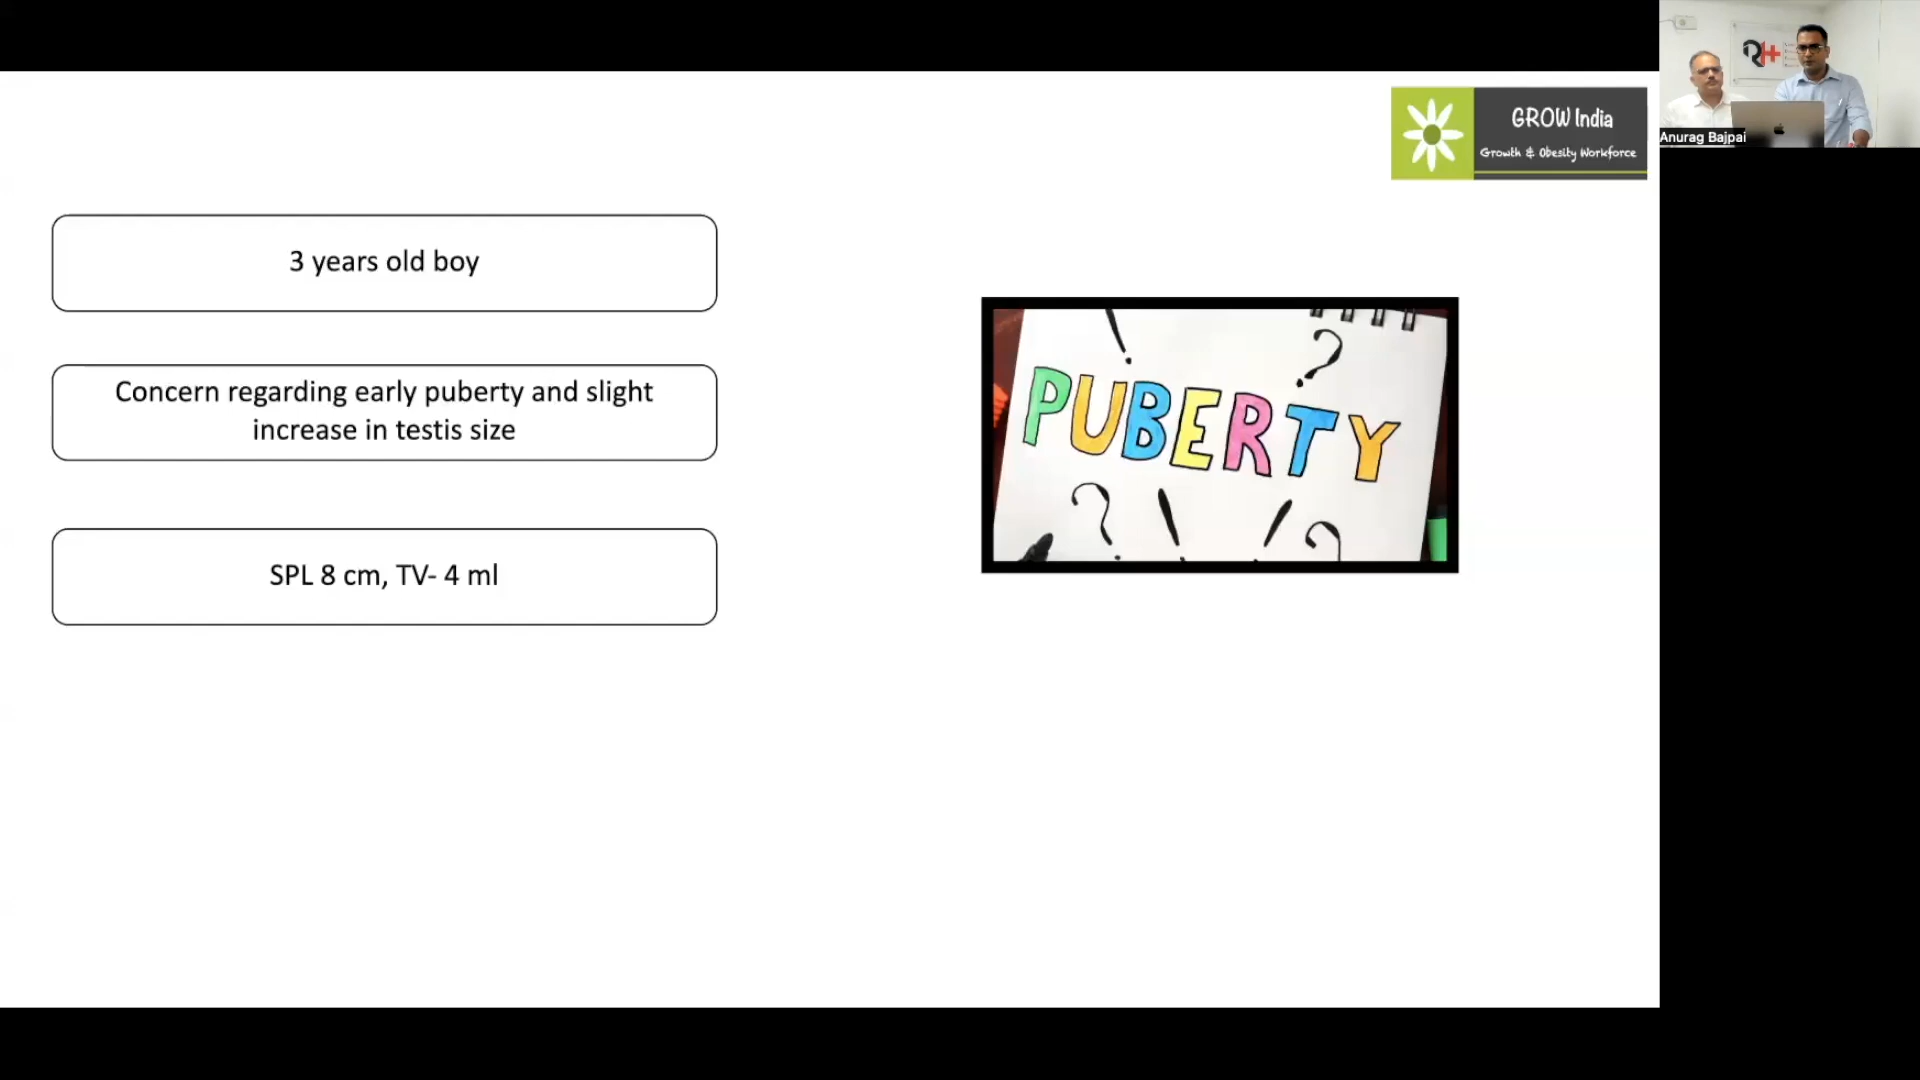 GROW India
Growth & Obesity Workforce
Anurag Bajpai
3 years old boy
Concern regarding early puberty and slight
increase in testis size
SPL 8 cm, TV- 4 ml
! ?
PUBERTY
? ! ! ?